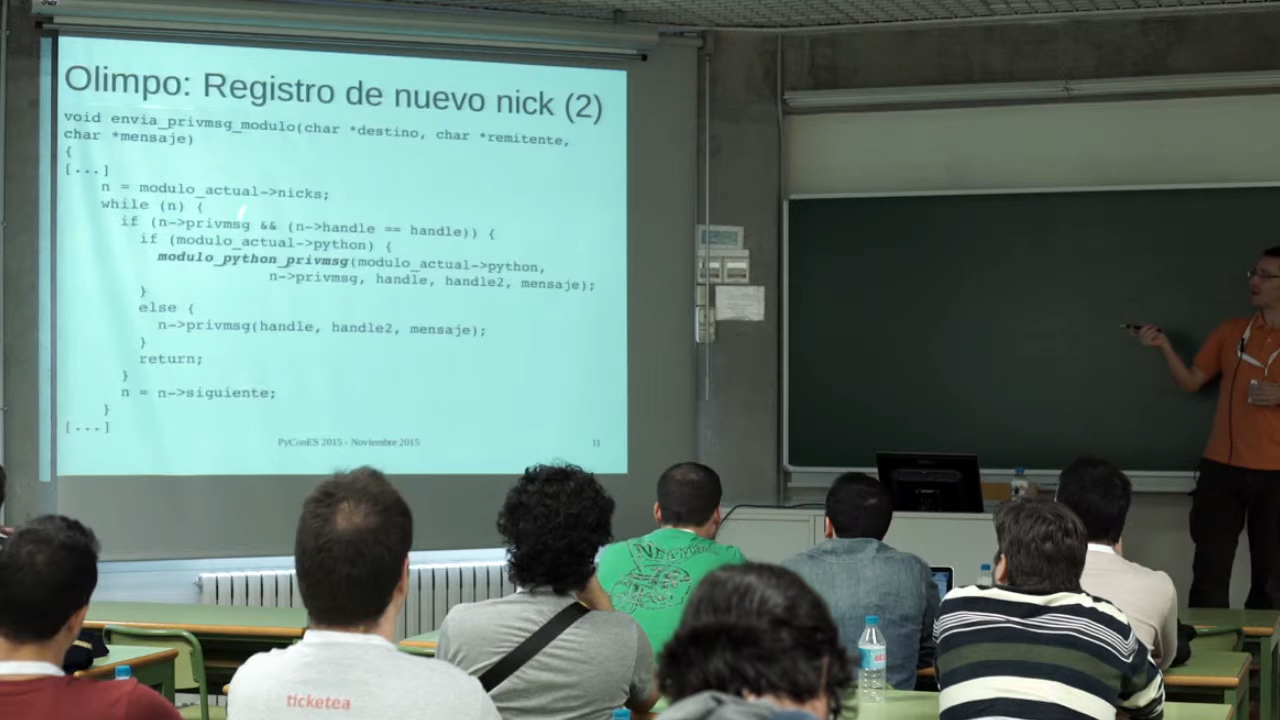 Olimpo: Registro de nuevo nick (2)
void envia_privmsg_modulo(char *destino, char *remitente,
char *mensaje)
{
[...]
n = modulo_actual->nicks;
while (n) {
if (n->privmsg && (n->handle == handle)) {
if (modulo_actual->python) {
modulo_python_privmsg(modulo_actual->python,
n->privmsg, handle, handle2, mensaje);
}
else {
n->privmsg(handle, handle2, mensaje);
}
return;
}
n = n->siguiente;
}
[...]
PyConES 2015 - Noviembre 2015 11
ticketea